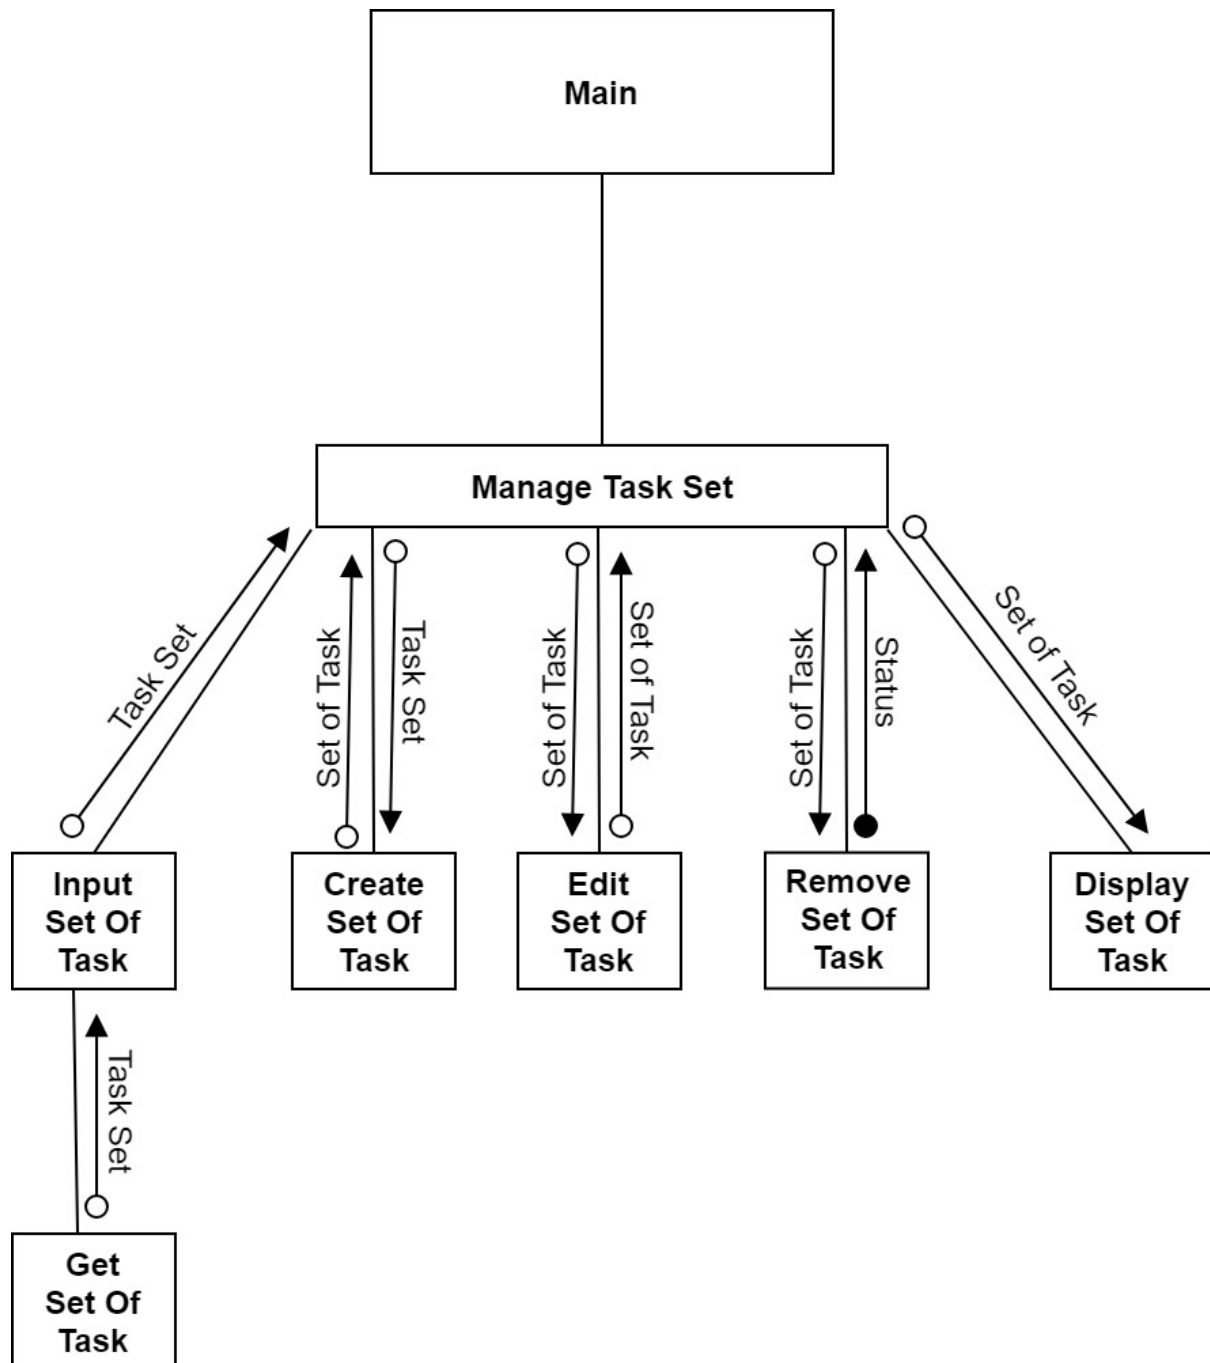 Main
Manage Task Set
Task Set
Set of Task
Task Set
Set of Task
Set of Task
Set of Task
Status
Set of Task
Input
Set Of
Task
Create
Set Of
Task
Edit
Set Of
Task
Remove
Set Of
Task
Display
Set Of
Task
Task Set
Get
Set Of
Task